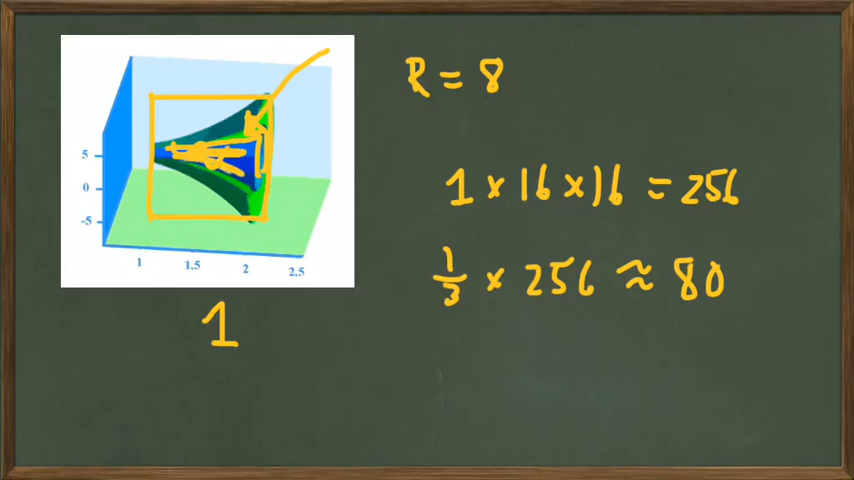 R = 8
5
0
-5
1 1.5 2 2.5
1 × 16 × 16 = 256
1/3 × 256 ≈ 80
1